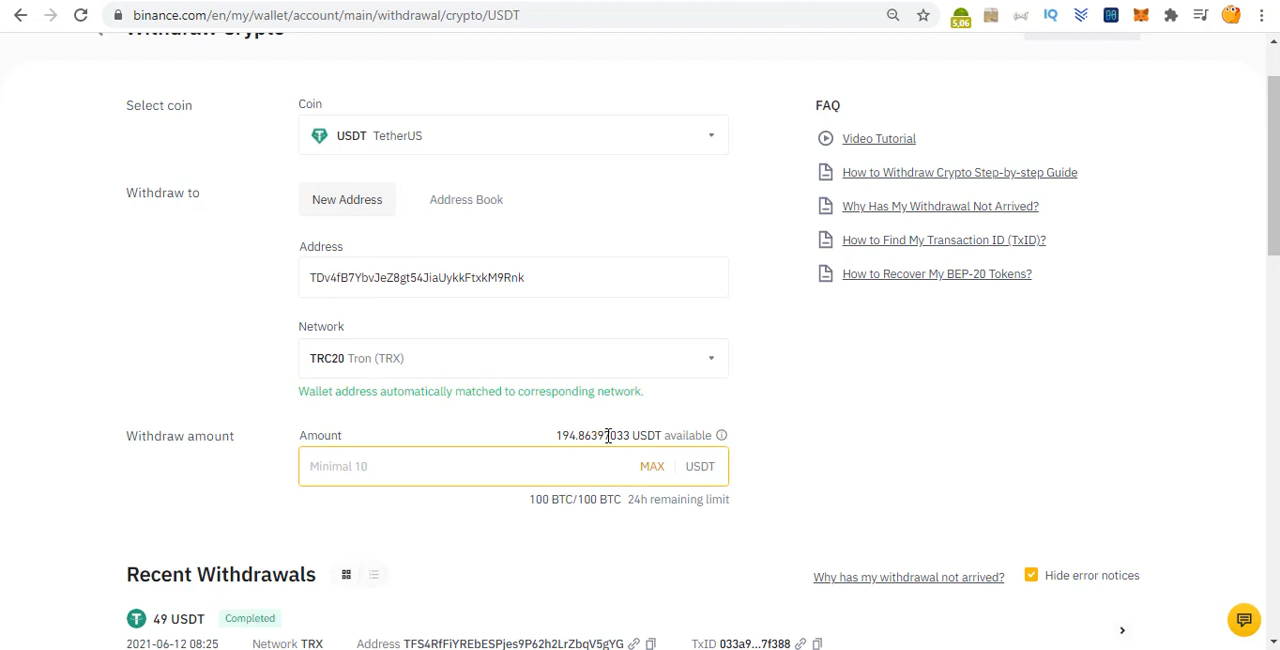 binance.com/en/my/wallet/account/main/withdrawal/crypto/USDT
5,06
IQ
Withdraw Crypto
Select coin
Coin
USDT TetherUS
Withdraw to
New Address
Address Book
Address
TDv4fB7YbvJeZ8gt54JiaUykkFtxkM9Rnk
Network
TRC20 Tron (TRX)
Wallet address automatically matched to corresponding network.
Withdraw amount
Amount
194.86397033 USDT available
Minimal 10
MAX
USDT
100 BTC/100 BTC 24h remaining limit
FAQ
Video Tutorial
How to Withdraw Crypto Step-by-step Guide
Why Has My Withdrawal Not Arrived?
How to Find My Transaction ID (TxID)?
How to Recover My BEP-20 Tokens?
Recent Withdrawals
Why has my withdrawal not arrived?
Hide error notices
49 USDT Completed
2021-06-12 08:25 Network TRX Address TFS4RfFiYREbESPjes9P62h2LrZbqV5gYG TxID 033a9...7f388